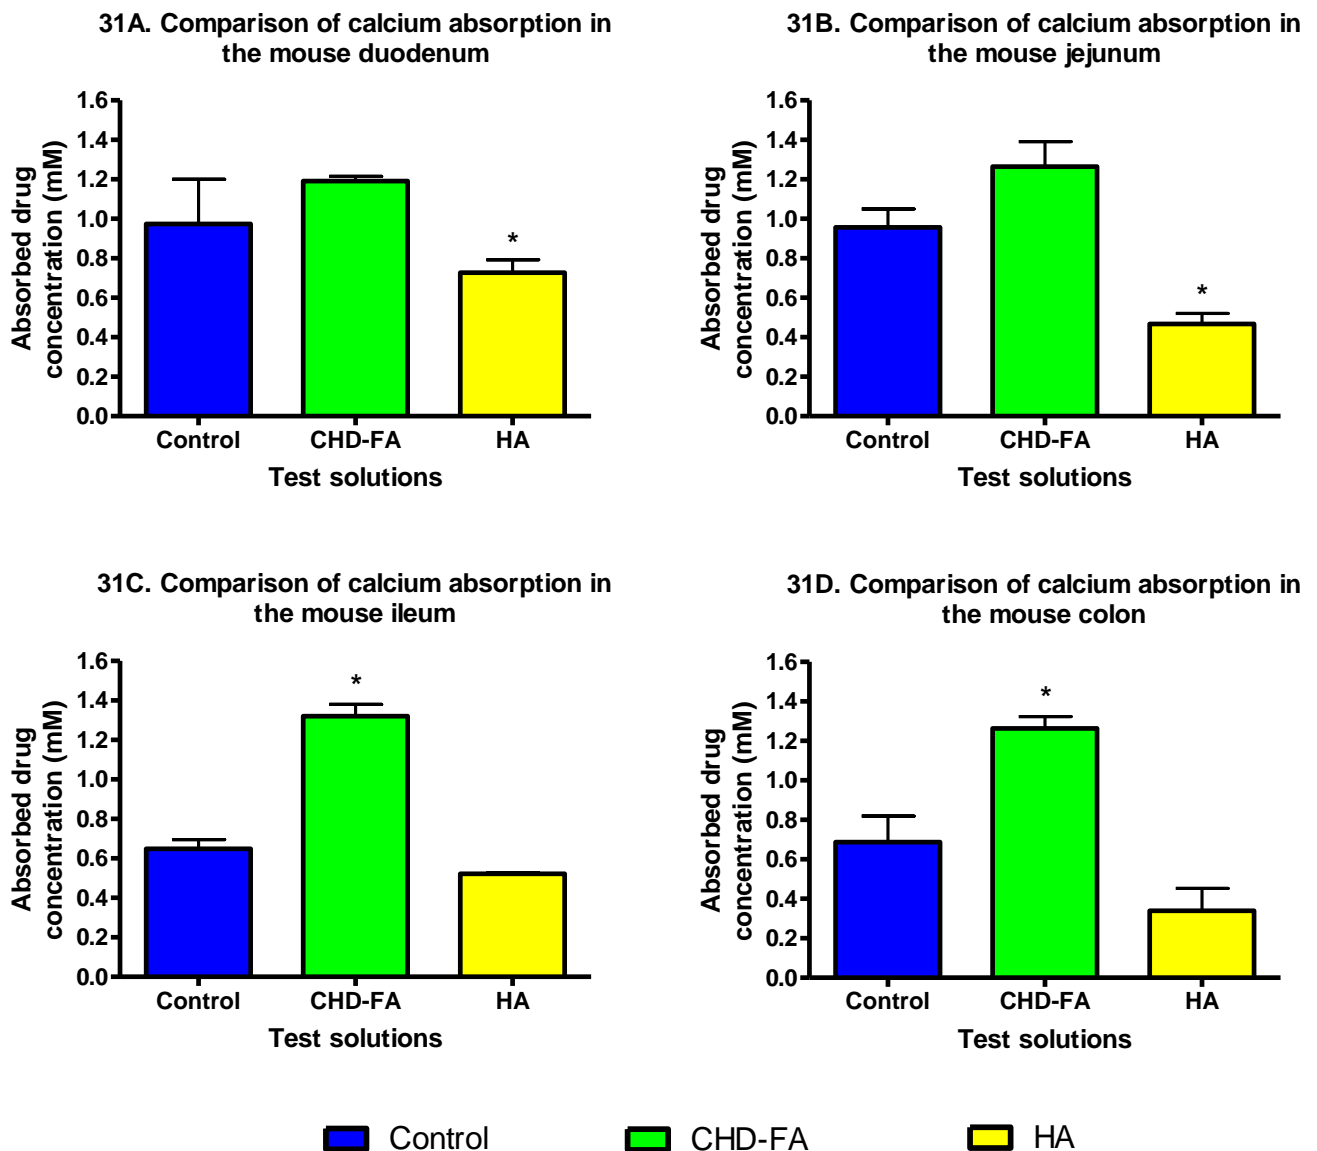 31A. Comparison of calcium absorption in
the mouse duodenum
1.6
1.4
1.2
1.0
0.8
0.6
0.4
0.2
0.0
Absorbed drug
concentration (mM)
*
Control CHD-FA HA
Test solutions
31B. Comparison of calcium absorption in
the mouse jejunum
1.6
1.4
1.2
1.0
0.8
0.6
0.4
0.2
0.0
Absorbed drug
concentration (mM)
*
Control CHD-FA HA
Test solutions
31C. Comparison of calcium absorption in
the mouse ileum
1.6
1.4
1.2
1.0
0.8
0.6
0.4
0.2
0.0
Absorbed drug
concentration (mM)
*
Control CHD-FA HA
Test solutions
31D. Comparison of calcium absorption in
the mouse colon
1.6
1.4
1.2
1.0
0.8
0.6
0.4
0.2
0.0
Absorbed drug
concentration (mM)
*
Control CHD-FA HA
Test solutions
Control CHD-FA HA